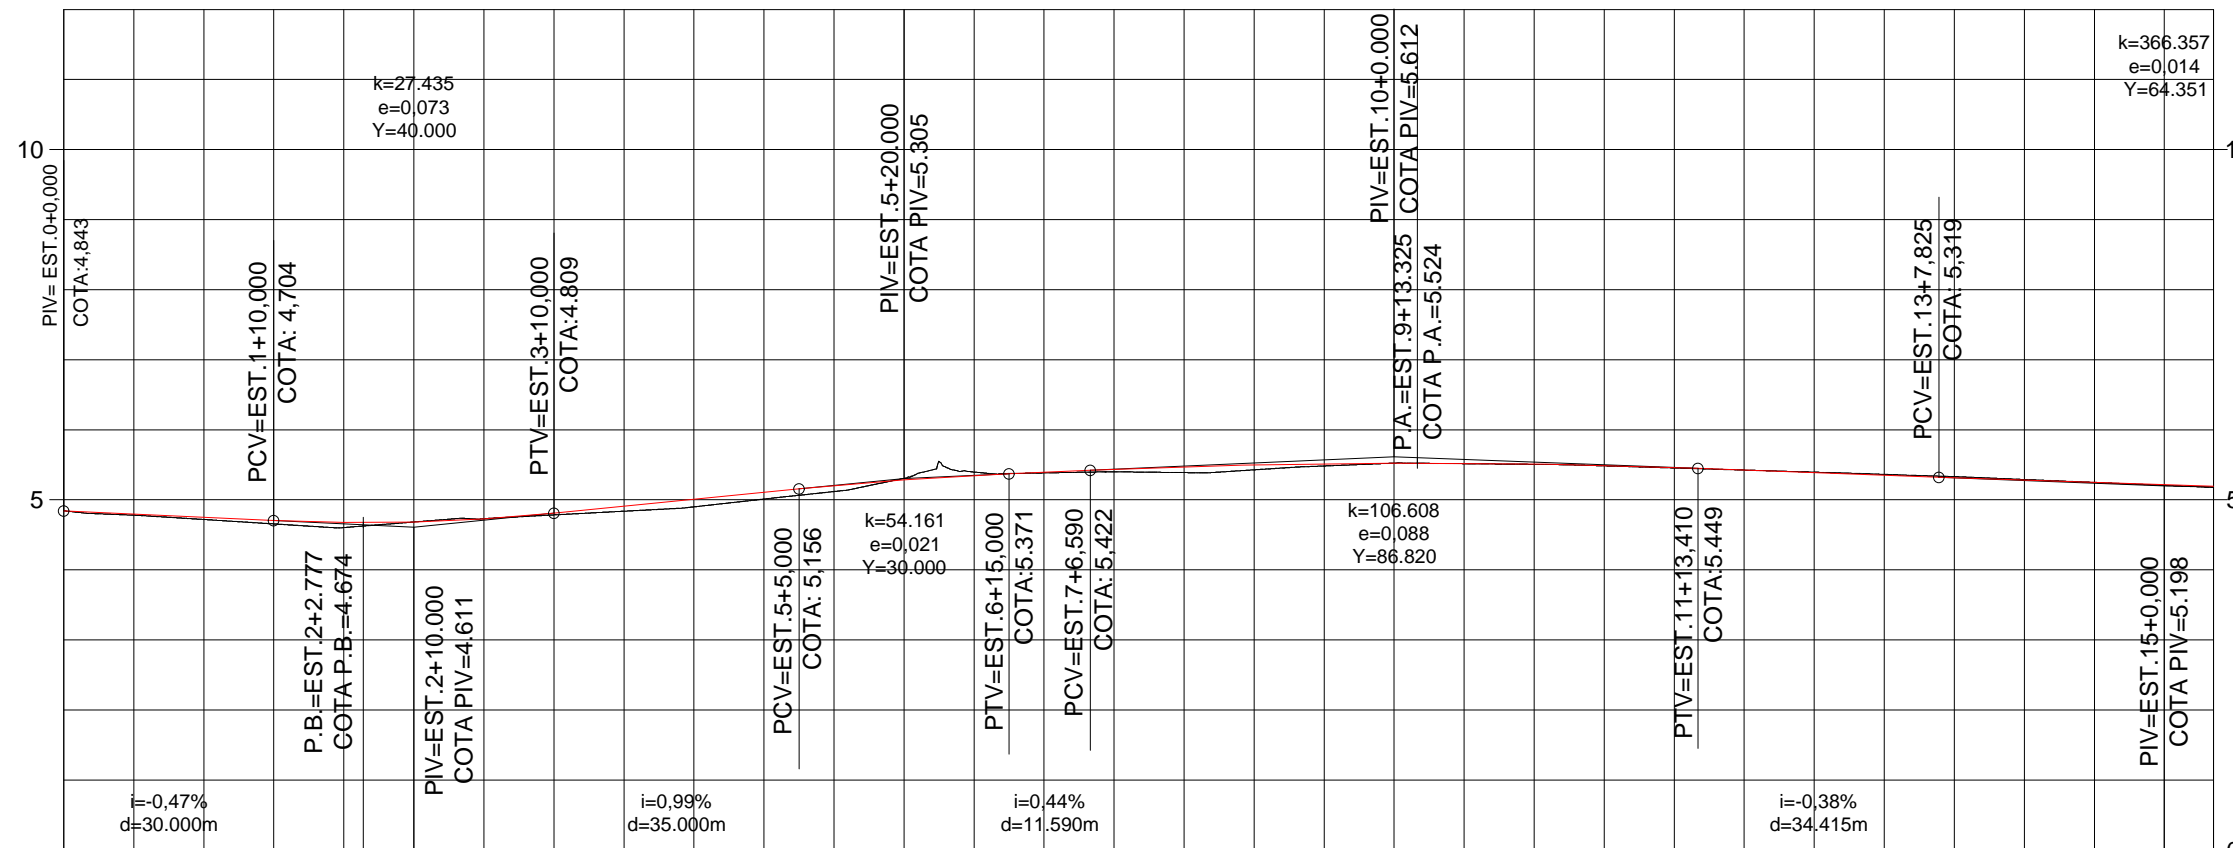 k=27.435
e=0,073
Y=40.000
k=366.357
e=0,014
Y=64.351
10
1
PIV= EST.0+0,000
COTA:4,843
PCV=EST.1+10,000
COTA: 4,704
PTV=EST.3+10,000
COTA:4.809
PIV=EST.5+20.000
COTA PIV=5.305
PIV=EST.10+0.000
COTA PIV=5.612
P.A.=EST.9+13.325
COTA P.A.=5.524
PCV=EST.13+7,825
COTA: 5,319
5
5
P.B.=EST.2+2.777
COTA P.B.=4.674
PIV=EST.2+10.000
COTA PIV=4.611
PCV=EST.5+5,000
COTA: 5,156
k=54.161
e=0,021
Y=30.000
PTV=EST.6+15,000
COTA:5.371
PCV=EST.7+6,590
COTA: 5,422
k=106.608
e=0,088
Y=86.820
PTV=EST.11+13,410
COTA:5.449
PIV=EST.15+0,000
COTA PIV=5.198
i=-0,47%
d=30.000m
i=0,99%
d=35.000m
i=0,44%
d=11.590m
i=-0,38%
d=34.415m